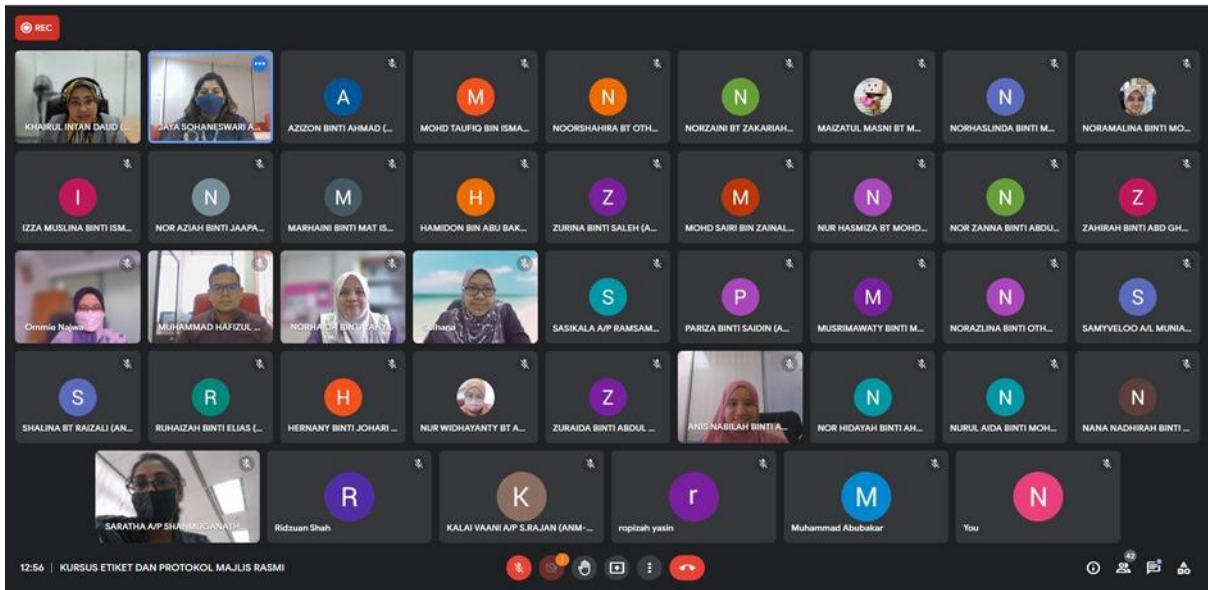 REC
KHAIRUL INTAN DAUD (...
JAYA SOHANESWARI A...
A
AZIZON BINTI AHMAD (...
M
MOHD TAUFIQ BIN ISMA...
N
NOORSHAHIRA BT OTH...
N
NORZAINI BT ZAKARIAH...
MAIZATUL MASNI BT M...
N
NORHASLINDA BINTI M...
NORAMALINA BINTI MO...
I
IZZA MUSLINA BINTI ISM...
N
NOR AZIAH BINTI JAAPA...
M
MARHAINI BINTI MAT IS...
H
HAMIDON BIN ABU BAK...
Z
ZURINA BINTI SALEH (A...
M
MOHD SAIRI BIN ZAINAL...
N
NUR HASMIZA BT MOHD...
N
NOR ZANNA BINTI ABDU...
Z
ZAHIRAH BINTI ABD GH...
Ommie Najwa
MUHAMMAD HAFIZUL ...
S
SASIKALA A/P RAMSAM...
P
PARIZA BINTI SAIDIN (A...
M
MUSRIMAWATY BINTI M...
N
NORAZLINA BINTI OTH...
S
SAMYVELOO A/L MUNIA...
S
SHALINA BT RAIZALI (AN...
R
RUHAIZAH BINTI ELIAS (...
H
HERNANY BINTI JOHARI ...
NUR WIDHAYANTY BT A...
Z
ZURAIDA BINTI ABDUL ...
ANIS NABILAH BINTI A...
N
NOR HIDAYAH BINTI AH...
N
NURUL AIDA BINTI MOH...
N
NANA NADHIRAH BINTI ...
SARATHA A/P SHANMUGANATH...
R
Ridzuan Shah
K
KALAI VAANI A/P S.RAJAN (ANM-...
r
ropizah yasin
M
Muhammad Abubakar
N
You
12:56 | KURSUS ETIKET DAN PROTOKOL MAJLIS RASMI
42